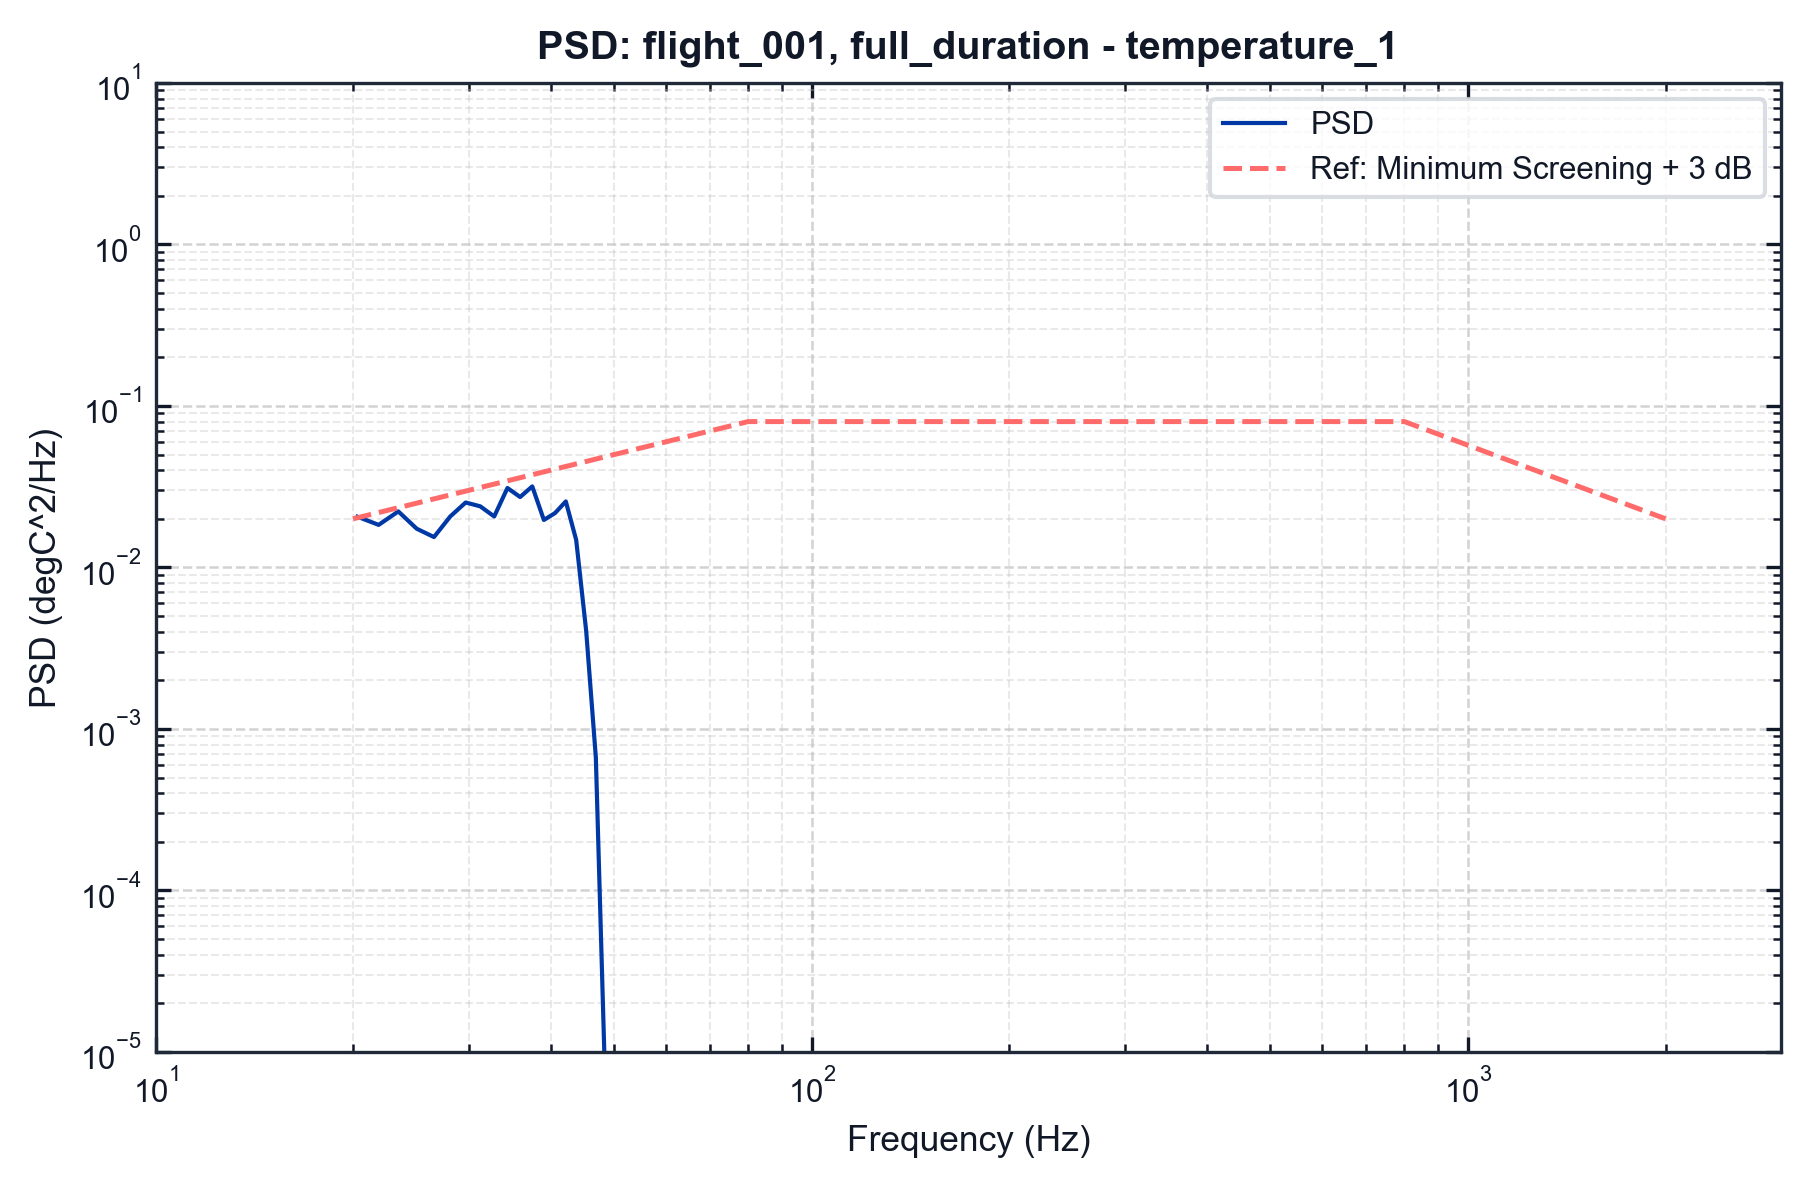 PSD: flight_001, full_duration - temperature_1
PSD
Ref: Minimum Screening + 3 dB
PSD (degC^2/Hz)
10^1
10^0
10^−1
10^−2
10^−3
10^−4
10^−5
10^1
10^2
10^3
Frequency (Hz)